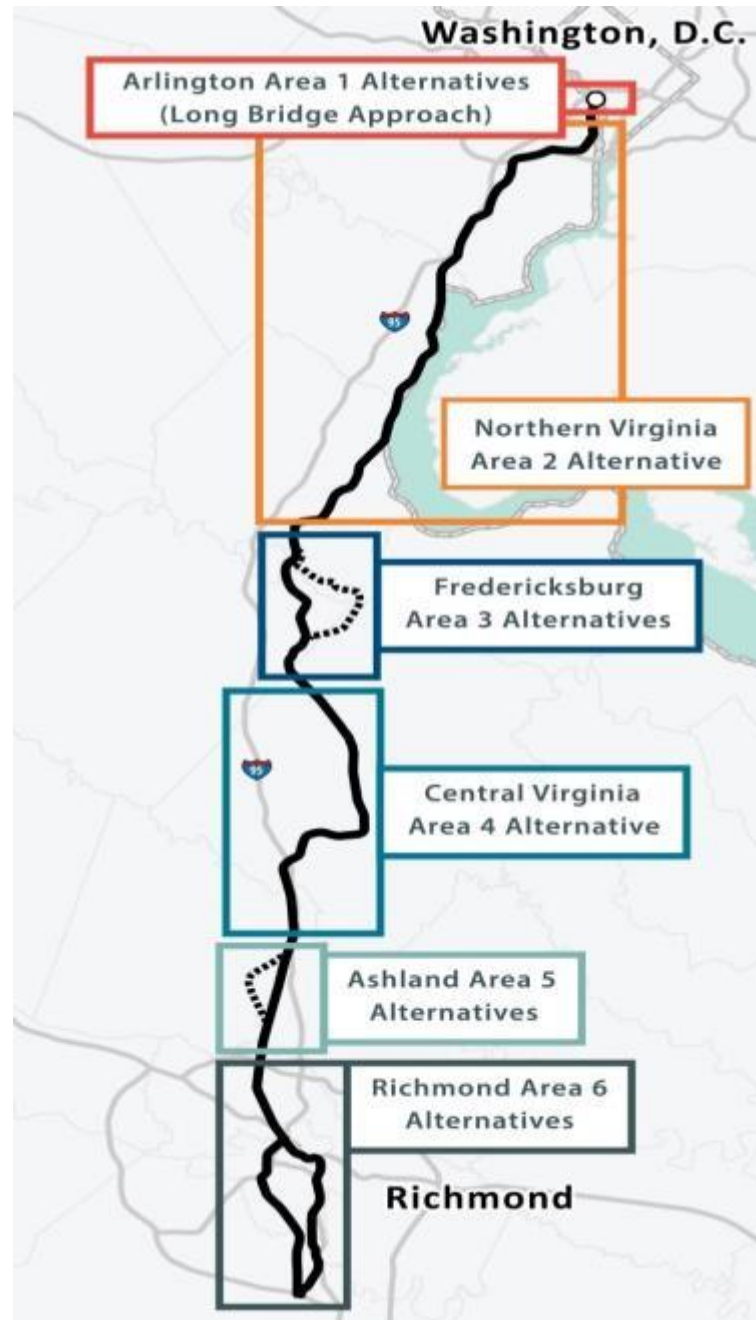 Washington, D.C.
Arlington Area 1 Alternatives
(Long Bridge Approach)
95
Northern Virginia
Area 2 Alternative
Fredericksburg
Area 3 Alternatives
95
Central Virginia
Area 4 Alternative
Ashland Area 5
Alternatives
Richmond Area 6
Alternatives
Richmond